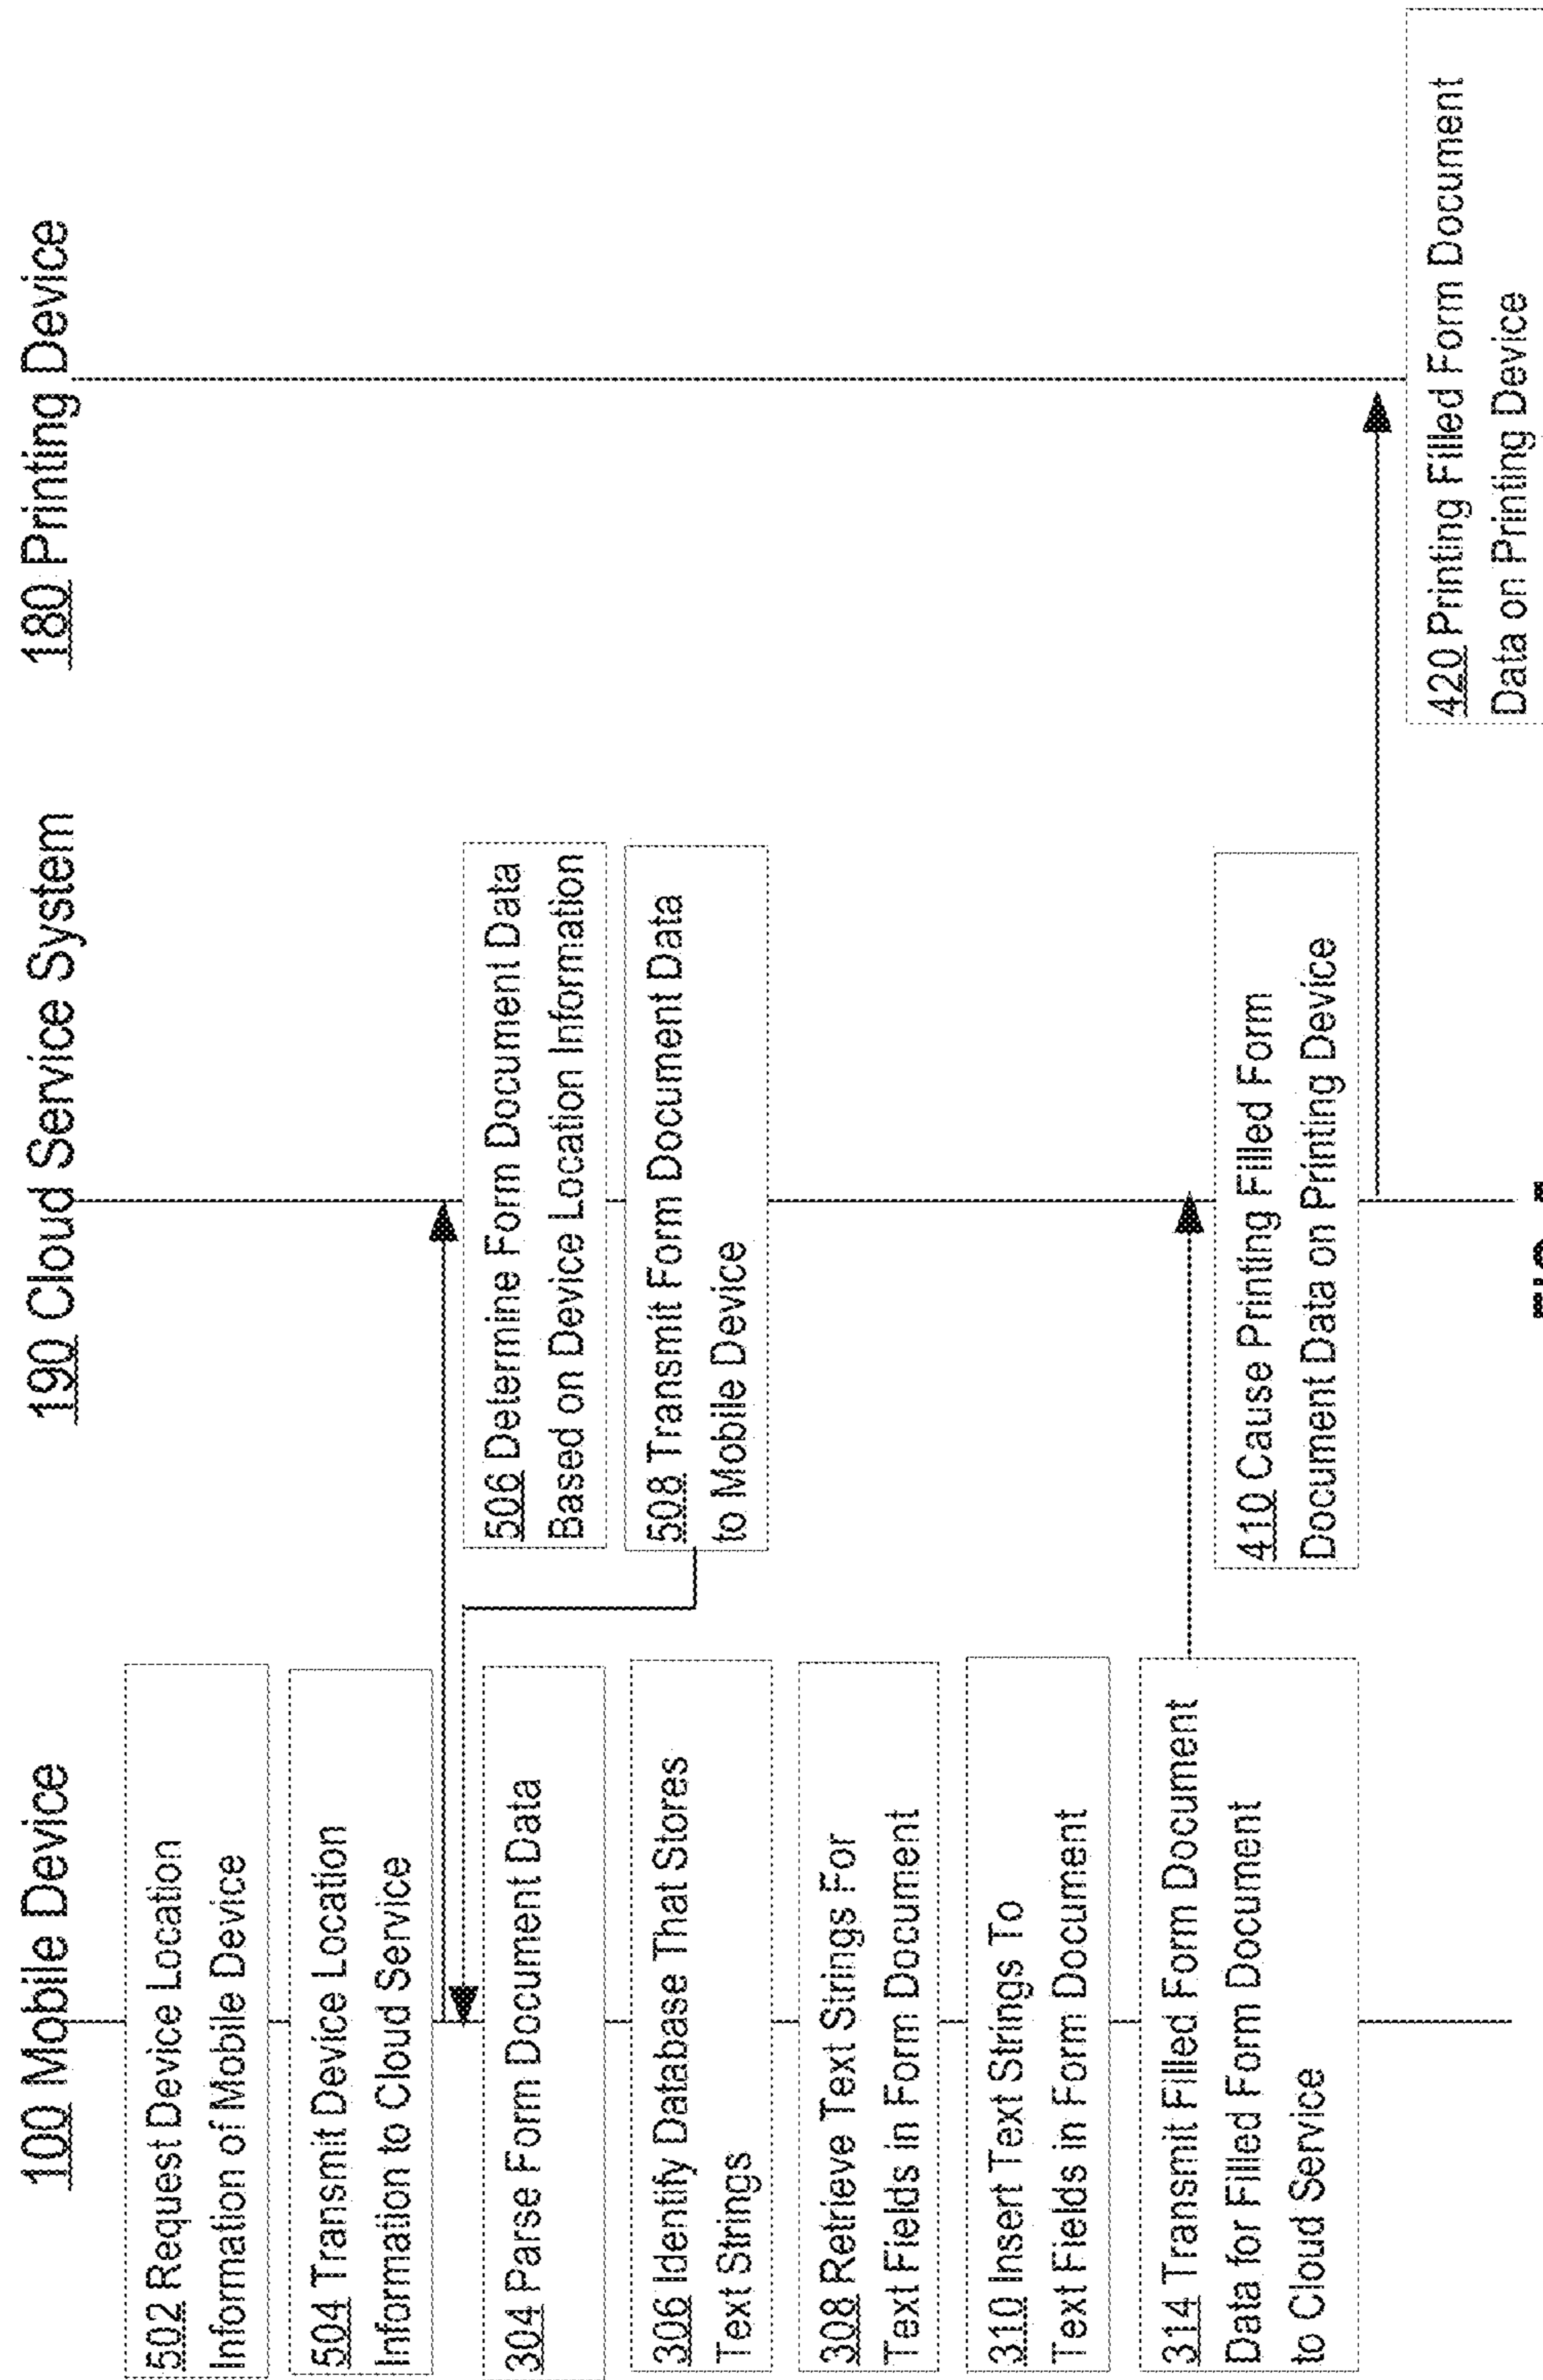 100 Mobile Device
190 Cloud Service System
180 Printing Device
502 Request Device Location
Information of Mobile Device
504 Transmit Device Location
Information to Cloud Service
506 Determine Form Document Data
Based on Device Location Information
304 Parse Form Document Data
508 Transmit Form Document Data
to Mobile Device
306 Identify Database That Stores
Text Strings
308 Retrieve Text Strings For
Text Fields in Form Document
310 Insert Text Strings To
Text Fields in Form Document
314 Transmit Filled Form Document
Data for Filled Form Document
to Cloud Service
410 Cause Printing Filled Form
Document Data on Printing Device
420 Printing Filled Form Document
Data on Printing Device